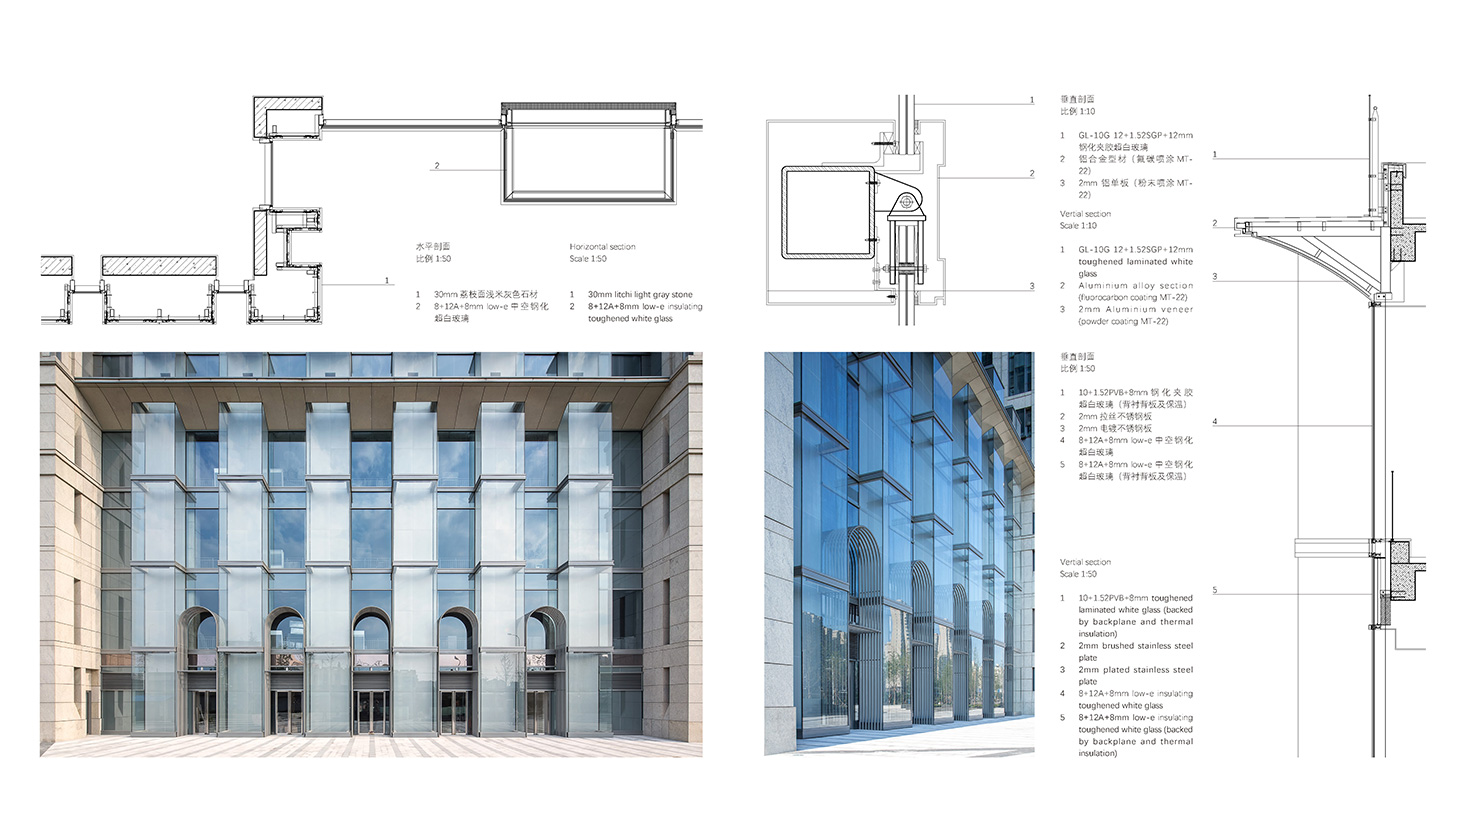 2
水平剖面
比例 1:50
1 30mm 荔枝面浅米灰色石材
2 8+12A+8mm low-e 中空钢化
超白玻璃
Horizontal section
Scale 1:50
1 30mm litchi light gray stone
2 8+12A+8mm low-e insulating
toughened white glass
1
1
2
3
垂直剖面
比例 1:10
1 GL-10G 12+1.52SGP+12mm
钢化夹胶超白玻璃
2 铝合金型材（氟碳喷涂 MT-
22）
3 2mm 铝单板（粉末喷涂 MT-
22）
Vertial section
Scale 1:10
1 GL-10G 12+1.52SGP+12mm
toughened laminated white
glass
2 Aluminium alloy section
(fluorocarbon coating MT-22)
3 2mm Aluminium veneer
(powder coating MT-22)
垂直剖面
比例 1:50
1 10+1.52PVB+8mm 钢化夹胶
超白玻璃（背衬背板及保温）
2 2mm 拉丝不锈钢板
3 2mm 电镀不锈钢板
4 8+12A+8mm low-e 中空钢化
超白玻璃
5 8+12A+8mm low-e 中空钢化
超白玻璃（背衬背板及保温）
Vertial section
Scale 1:50
1 10+1.52PVB+8mm toughened
laminated white glass (backed
by backplane and thermal
insulation)
2 2mm brushed stainless steel
plate
3 2mm plated stainless steel
plate
4 8+12A+8mm low-e insulating
toughened white glass
5 8+12A+8mm low-e insulating
toughened white glass (backed
by backplane and thermal
insulation)
1
2
3
4
5